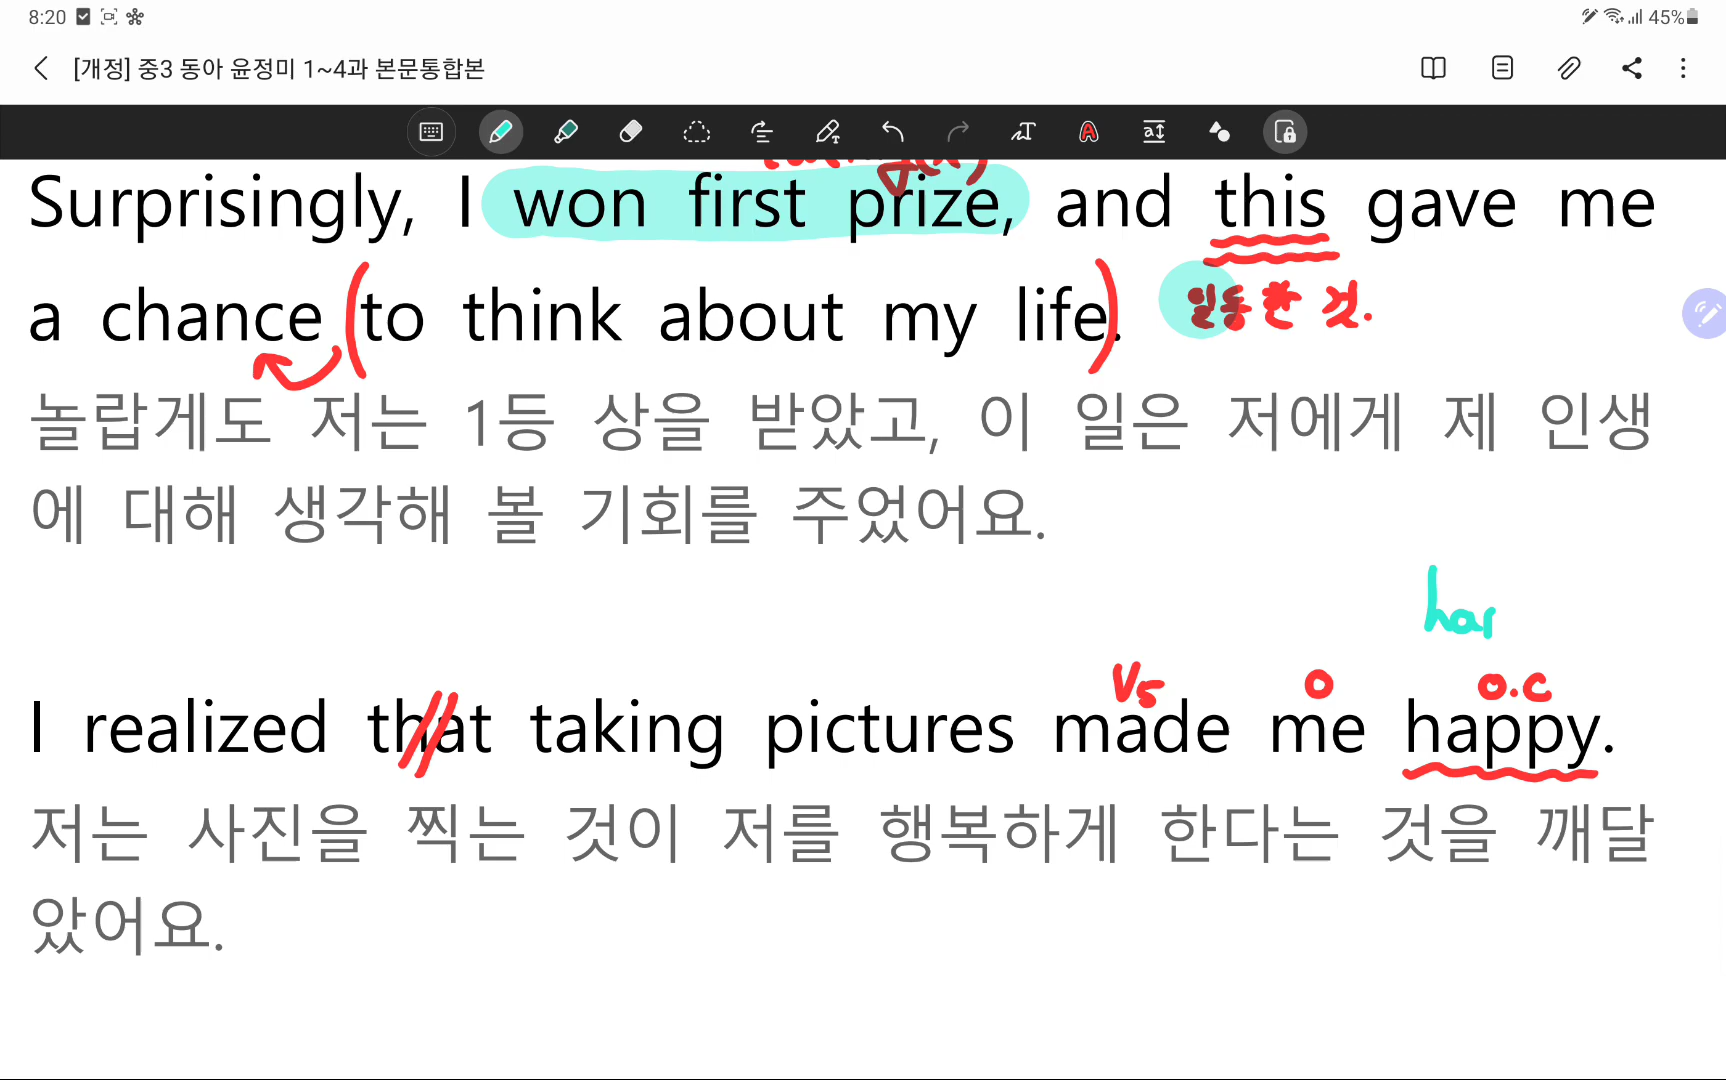 8:20
45%
[개정] 중3 동아 윤정미 1~4과 본문통합본
Surprisingly, I won first prize, and this gave me
a chance (to think about my life). 일등한 것.
놀랍게도 저는 1등 상을 받았고, 이 일은 저에게 제 인생
에 대해 생각해 볼 기회를 주었어요.
hap
V5 O O.C
I realized that taking pictures made me happy.
저는 사진을 찍는 것이 저를 행복하게 한다는 것을 깨달
았어요.